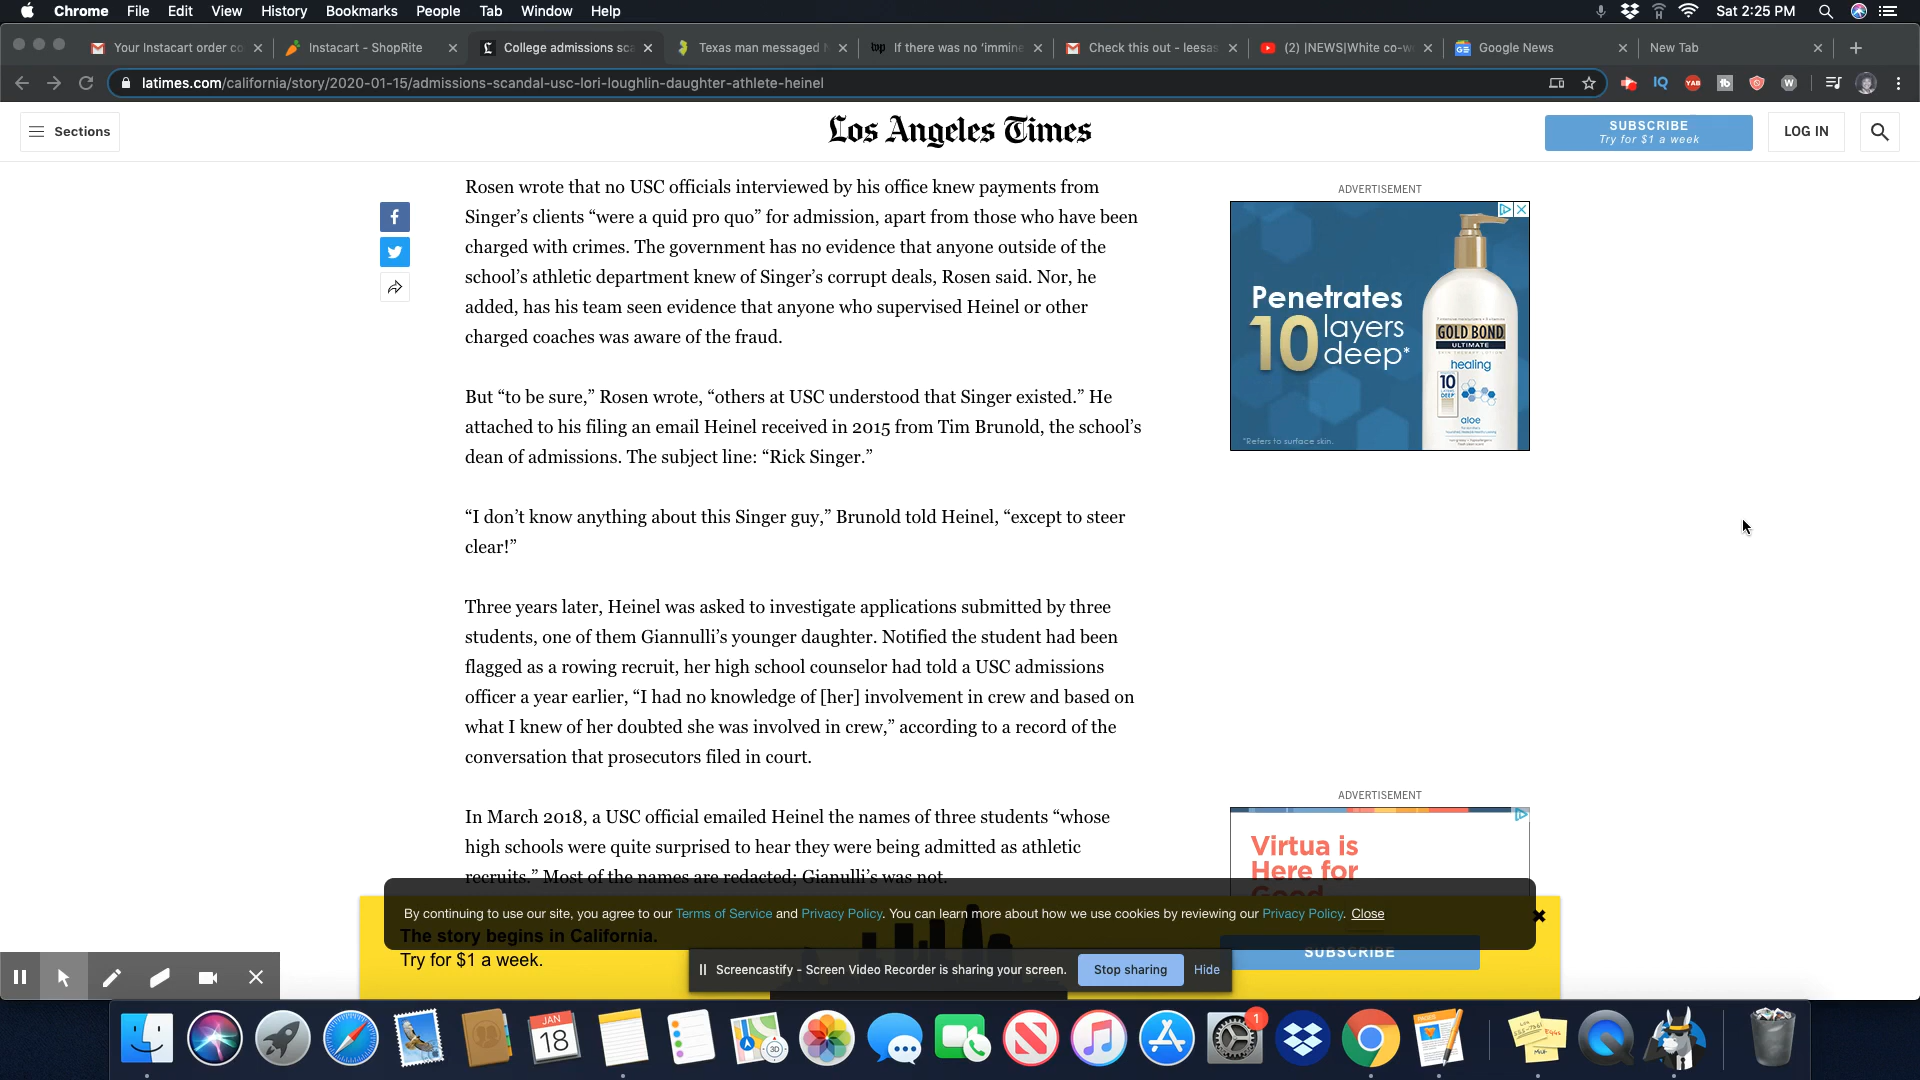 Chrome File Edit View History Bookmarks People Tab Window Help Sat 2:25 PM
Your Instacart order co
Instacart - ShopRite
College admissions sca
Texas man messaged
If there was no ‘immine
Check this out - leesas
(2) |NEWS|White co-w
Google News
New Tab
latimes.com/california/story/2020-01-15/admissions-scandal-usc-lori-loughlin-daughter-athlete-heinel
IQ
YAB
W
Sections
Los Angeles Times
SUBSCRIBE
Try for $1 a week
LOG IN
Rosen wrote that no USC officials interviewed by his office knew payments from
Singer’s clients “were a quid pro quo” for admission, apart from those who have been
charged with crimes. The government has no evidence that anyone outside of the
school’s athletic department knew of Singer’s corrupt deals, Rosen said. Nor, he
added, has his team seen evidence that anyone who supervised Heinel or other
charged coaches was aware of the fraud.
But “to be sure,” Rosen wrote, “others at USC understood that Singer existed.” He
attached to his filing an email Heinel received in 2015 from Tim Brunold, the school’s
dean of admissions. The subject line: “Rick Singer.”
“I don’t know anything about this Singer guy,” Brunold told Heinel, “except to steer
clear!”
Three years later, Heinel was asked to investigate applications submitted by three
students, one of them Giannulli’s younger daughter. Notified the student had been
flagged as a rowing recruit, her high school counselor had told a USC admissions
officer a year earlier, “I had no knowledge of [her] involvement in crew and based on
what I knew of her doubted she was involved in crew,” according to a record of the
conversation that prosecutors filed in court.
In March 2018, a USC official emailed Heinel the names of three students “whose
high schools were quite surprised to hear they were being admitted as athletic
recruits.” Most of the names are redacted; Gianulli’s was not.
ADVERTISEMENT
Penetrates
10 layers
deep*
*Refers to surface skin.
GOLD BOND
ULTIMATE
healing
10
aloe
ADVERTISEMENT
Virtua is
Here for
Good
By continuing to use our site, you agree to our Terms of Service and Privacy Policy. You can learn more about how we use cookies by reviewing our Privacy Policy. Close
The story begins in California.
Try for $1 a week.
SUBSCRIBE
Screencastify - Screen Video Recorder is sharing your screen. Stop sharing Hide
JAN
18
3D
1
PAGES